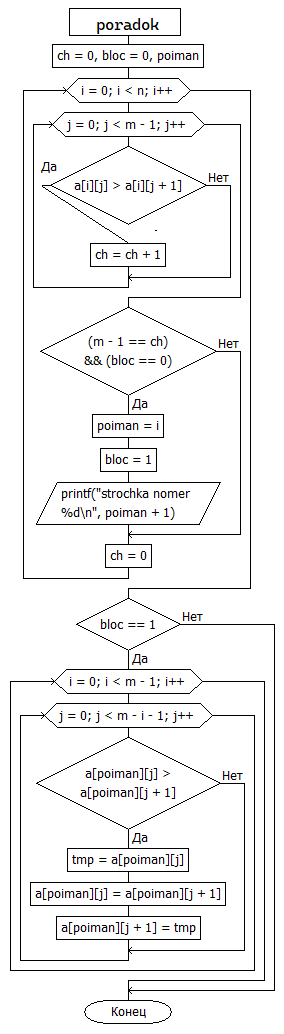 poradok
ch = 0, bloc = 0, poiman
i = 0; i < n; i++
j = 0; j < m - 1; j++
Да
a[i][j] > a[i][j + 1]
Нет
ch = ch + 1
(m - 1 == ch)
&& (bloc == 0)
Нет
Да
poiman = i
bloc = 1
printf("strochka nomer
%d\n", poiman + 1)
ch = 0
bloc == 1
Нет
Да
i = 0; i < m - 1; i++
j = 0; j < m - i - 1; j++
a[poiman][j] >
a[poiman][j + 1]
Нет
Да
tmp = a[poiman][j]
a[poiman][j] = a[poiman][j + 1]
a[poiman][j + 1] = tmp
Конец